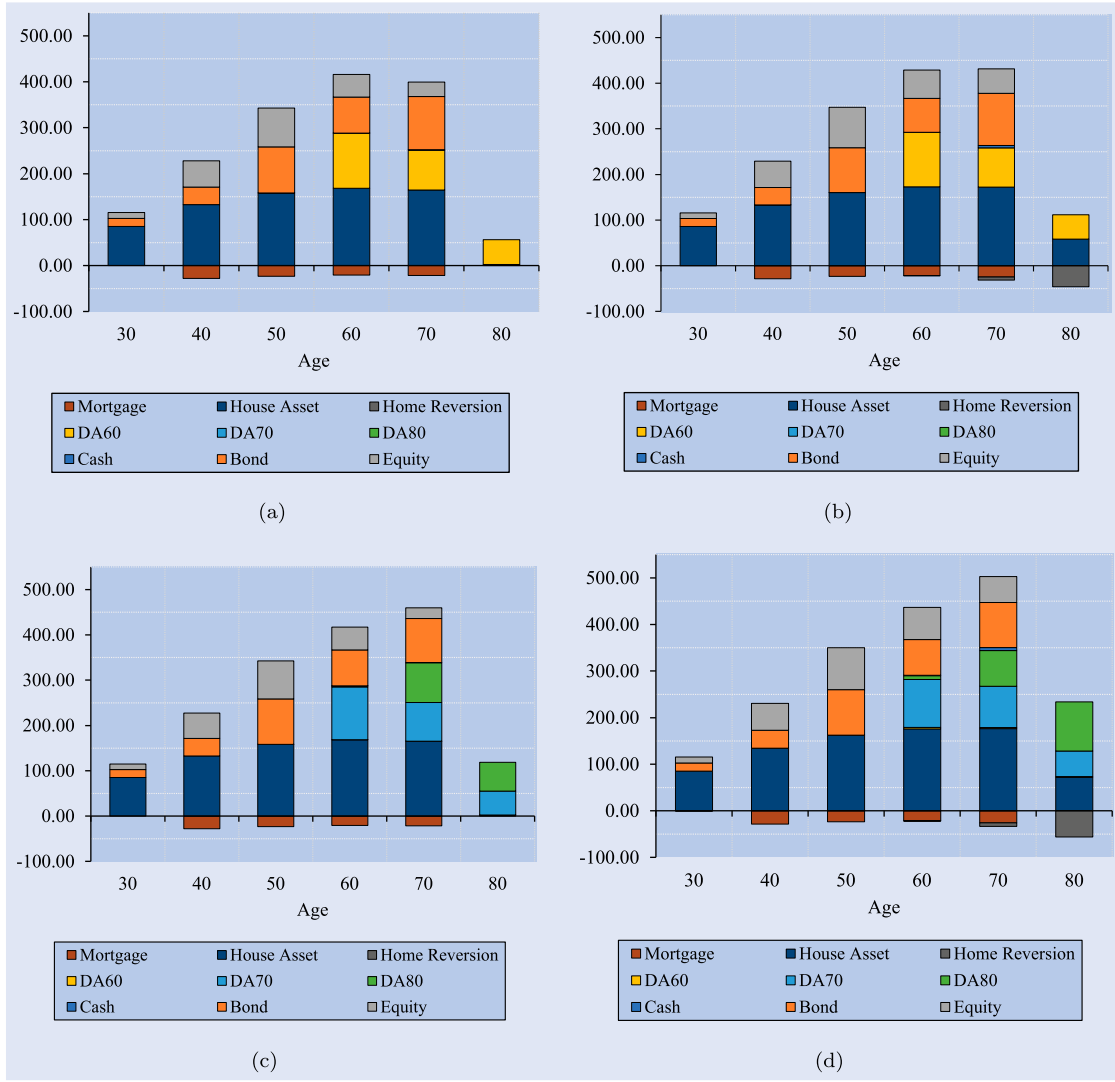 500.00
400.00
300.00
200.00
100.00
0.00
-100.00
30 40 50 60 70 80
Age
Mortgage House Asset Home Reversion
DA60 DA70 DA80
Cash Bond Equity
(a)
500.00
400.00
300.00
200.00
100.00
0.00
-100.00
30 40 50 60 70 80
Age
Mortgage House Asset Home Reversion
DA60 DA70 DA80
Cash Bond Equity
(b)
500.00
400.00
300.00
200.00
100.00
0.00
-100.00
30 40 50 60 70 80
Age
Mortgage House Asset Home Reversion
DA60 DA70 DA80
Cash Bond Equity
(c)
500.00
400.00
300.00
200.00
100.00
0.00
-100.00
30 40 50 60 70 80
Age
Mortgage House Asset Home Reversion
DA60 DA70 DA80
Cash Bond Equity
(d)